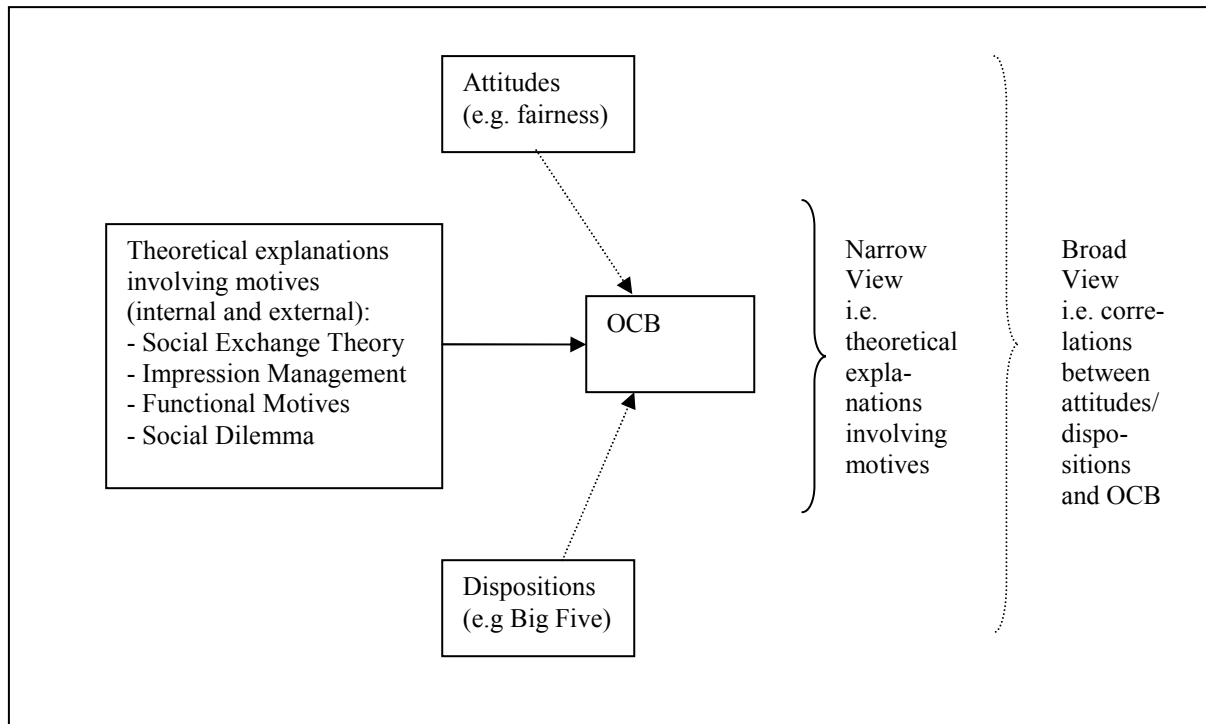 Attitudes
(e.g. fairness)
Theoretical explanations
involving motives
(internal and external):
- Social Exchange Theory
- Impression Management
- Functional Motives
- Social Dilemma
OCB
Dispositions
(e.g Big Five)
Narrow
View
i.e.
theoretical
expla-
nations
involving
motives
Broad
View
i.e. corre-
lations
between
attitudes/
dispo-
sitions
and OCB